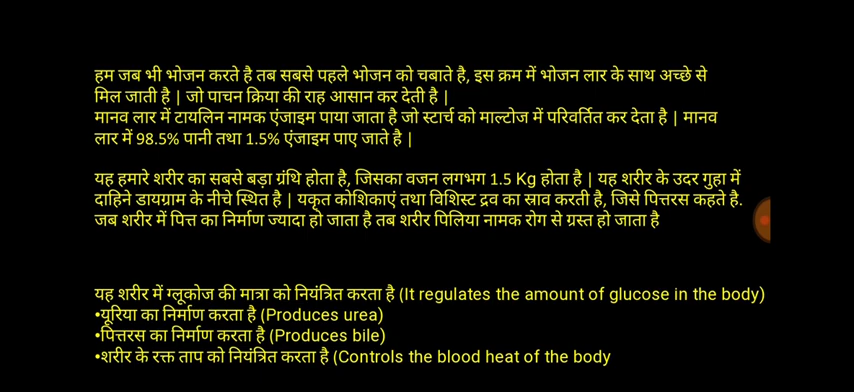 हम जब भी भोजन करते है तब सबसे पहले भोजन को चबाते है, इस क्रम में भोजन लार के साथ अच्छे से
मिल जाती है | जो पाचन क्रिया की राह आसान कर देती है |
मानव लार में टायलिन नामक एंजाइम पाया जाता है जो स्टार्च को माल्टोज में परिवर्तित कर देता है | मानव
लार में 98.5% पानी तथा 1.5% एंजाइम पाए जाते है |
यह हमारे शरीर का सबसे बड़ा ग्रंथि होता है, जिसका वजन लगभग 1.5 Kg होता है | यह शरीर के उदर गुहा में
दाहिने डायग्राम के नीचे स्थित है | यकृत कोशिकाएं तथा विशिस्ट द्रव का स्राव करती है, जिसे पित्तरस कहते है.
जब शरीर में पित्त का निर्माण ज्यादा हो जाता है तब शरीर पिलिया नामक रोग से ग्रस्त हो जाता है
यह शरीर में ग्लूकोज की मात्रा को नियंत्रित करता है (It regulates the amount of glucose in the body)
•यूरिया का निर्माण करता है (Produces urea)
•पित्तरस का निर्माण करता है (Produces bile)
•शरीर के रक्त ताप को नियंत्रित करता है (Controls the blood heat of the body